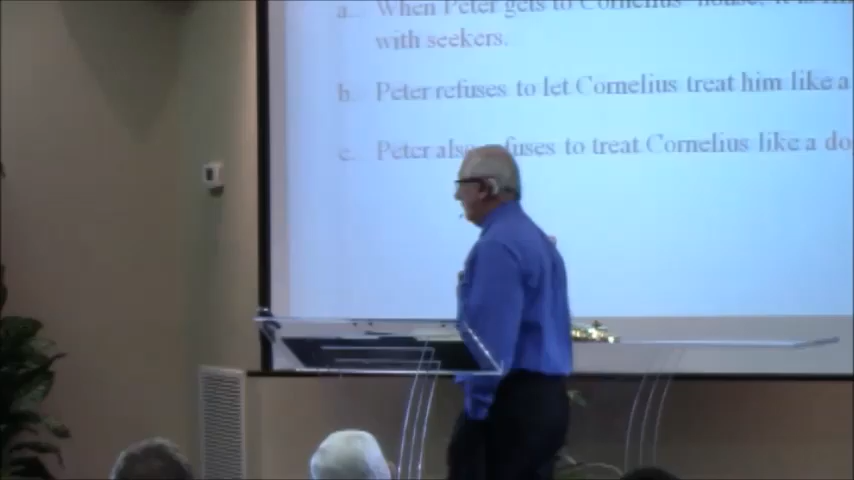 a. When Peter gets to Cornelius' house, it is
with seekers.
b. Peter refuses to let Cornelius treat him like a
c. Peter also refuses to treat Cornelius like a do